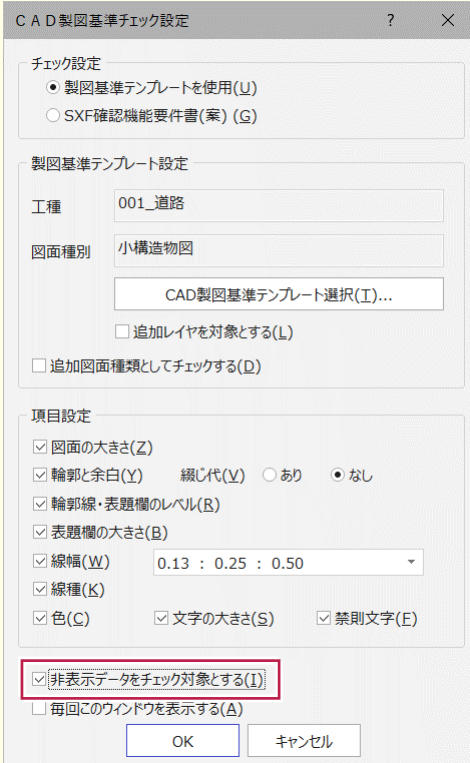 ＣＡＤ製図基準チェック設定 ?
チェック設定
製図基準テンプレートを使用(U)
SXF確認機能要件書(案) (G)
製図基準テンプレート設定
工種 001_道路
図面種別 小構造物図
CAD製図基準テンプレート選択(T)...
追加レイヤを対象とする(L)
追加図面種類としてチェックする(D)
項目設定
図面の大きさ(Z)
輪郭と余白(Y) 綴じ代(V) あり なし
輪郭線・表題欄のレベル(R)
表題欄の大きさ(B)
線幅(W) 0.13 : 0.25 : 0.50
線種(K)
色(C) 文字の大きさ(S) 禁則文字(F)
非表示データをチェック対象とする(I)
毎回このウィンドウを表示する(A)
OK キャンセル